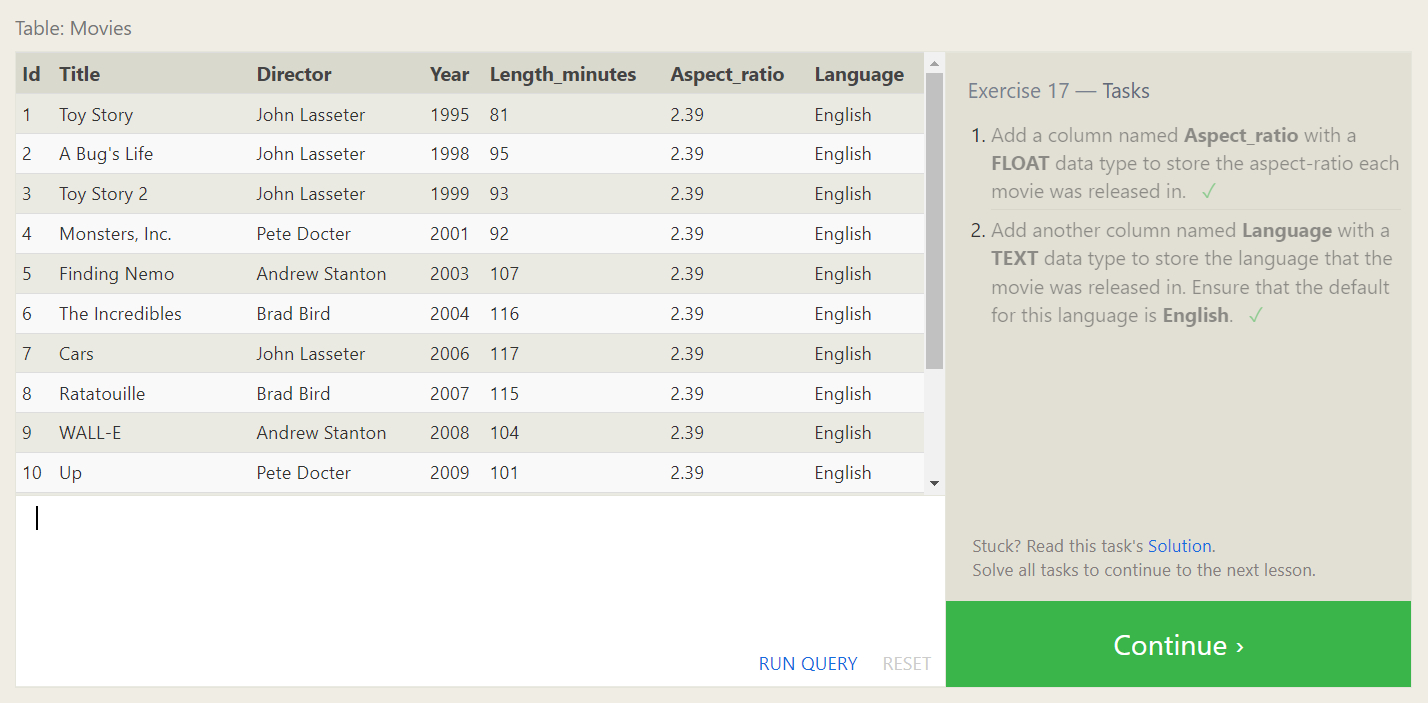 Table: Movies
Id Title Director Year Length_minutes Aspect_ratio Language
1 Toy Story John Lasseter 1995 81 2.39 English
2 A Bug's Life John Lasseter 1998 95 2.39 English
3 Toy Story 2 John Lasseter 1999 93 2.39 English
4 Monsters, Inc. Pete Docter 2001 92 2.39 English
5 Finding Nemo Andrew Stanton 2003 107 2.39 English
6 The Incredibles Brad Bird 2004 116 2.39 English
7 Cars John Lasseter 2006 117 2.39 English
8 Ratatouille Brad Bird 2007 115 2.39 English
9 WALL-E Andrew Stanton 2008 104 2.39 English
10 Up Pete Docter 2009 101 2.39 English
RUN QUERY RESET
Exercise 17 — Tasks
1. Add a column named Aspect_ratio with a
FLOAT data type to store the aspect-ratio each
movie was released in. ✓
2. Add another column named Language with a
TEXT data type to store the language that the
movie was released in. Ensure that the default
for this language is English. ✓
Stuck? Read this task's Solution.
Solve all tasks to continue to the next lesson.
Continue ›